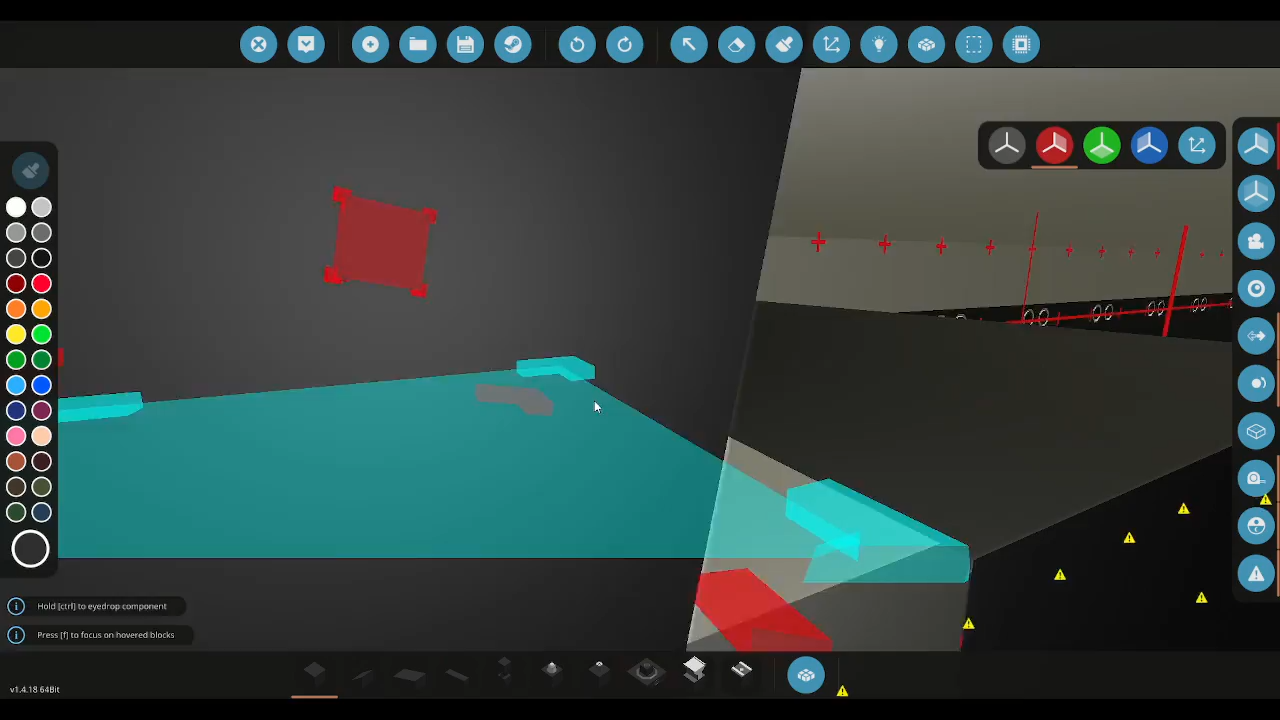 Hold [ctrl] to eyedrop component
Press [f] to focus on hovered blocks
v1.4.18 64Bit